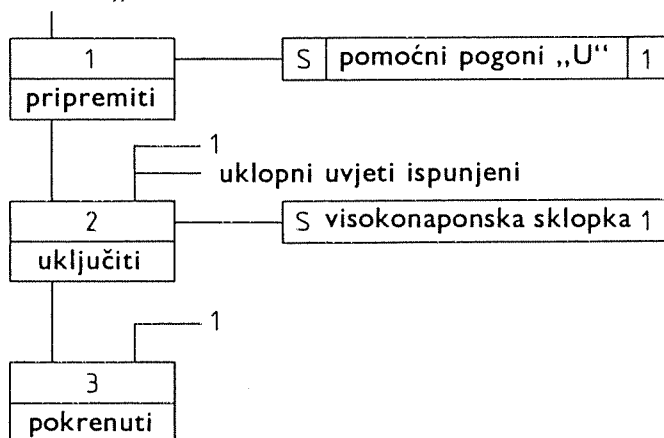 1
S pomoćni pogoni „U“ 1
pripremiti
1
uklopni uvjeti ispunjeni
2
S visokonaponska sklopka 1
uključiti
1
3
pokrenuti